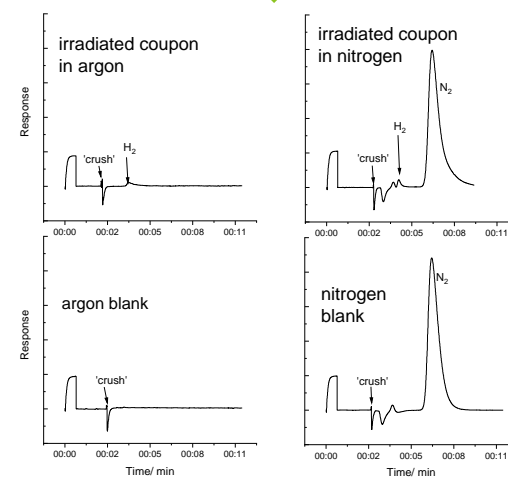 irradiated coupon
in argon
Response
'crush'
H2
00:00 00:02 00:05 00:08 00:11
irradiated coupon
in nitrogen
N2
H2
'crush'
00:00 00:02 00:05 00:08 00:11
argon blank
Response
'crush'
00:00 00:02 00:05 00:08 00:11
Time/ min
nitrogen
blank
N2
'crush'
00:00 00:02 00:05 00:08 00:11
Time/ min